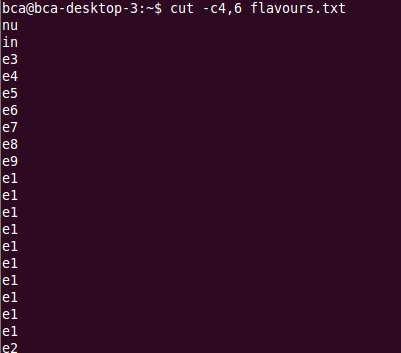 bca@bca-desktop-3:~$ cut -c4,6 flavours.txt
nu
in
e3
e4
e5
e6
e7
e8
e9
e1
e1
e1
e1
e1
e1
e1
e1
e1
e1
e2